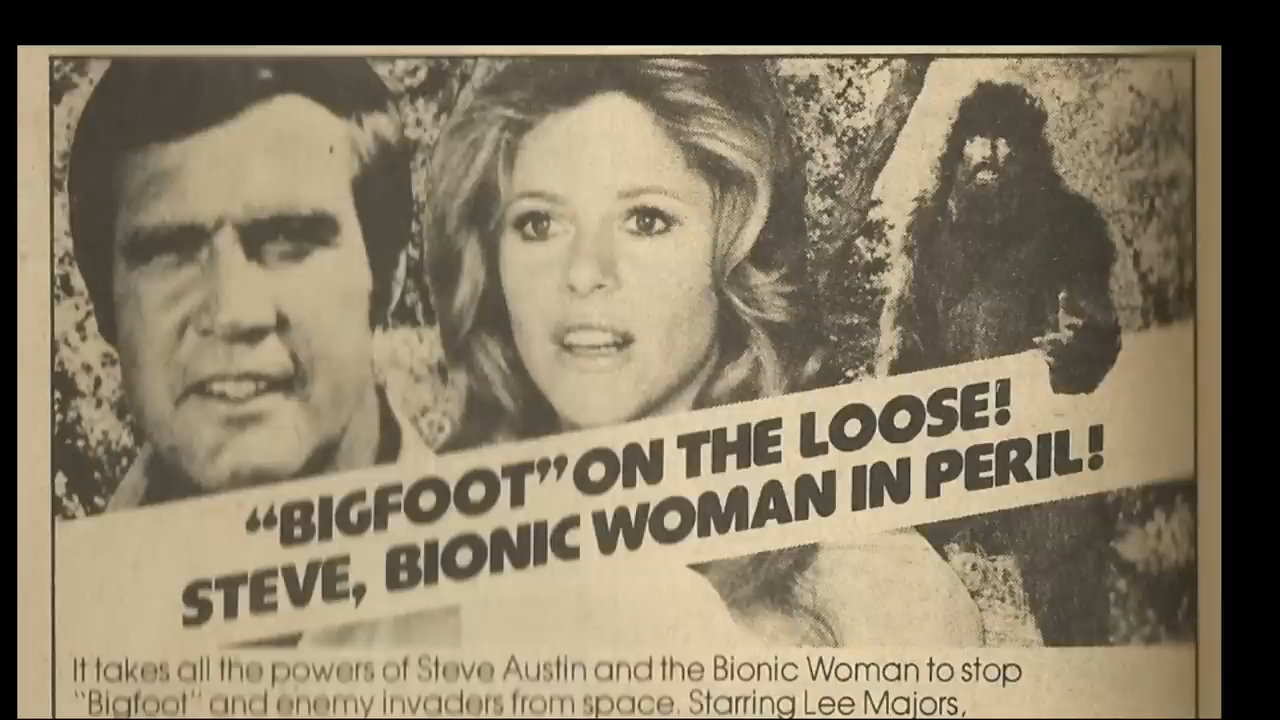 “BIGFOOT” ON THE LOOSE!
STEVE, BIONIC WOMAN IN PERIL!
It takes all the powers of Steve Austin and the Bionic Woman to stop
“Bigfoot” and enemy invaders from space. Starring Lee Majors,